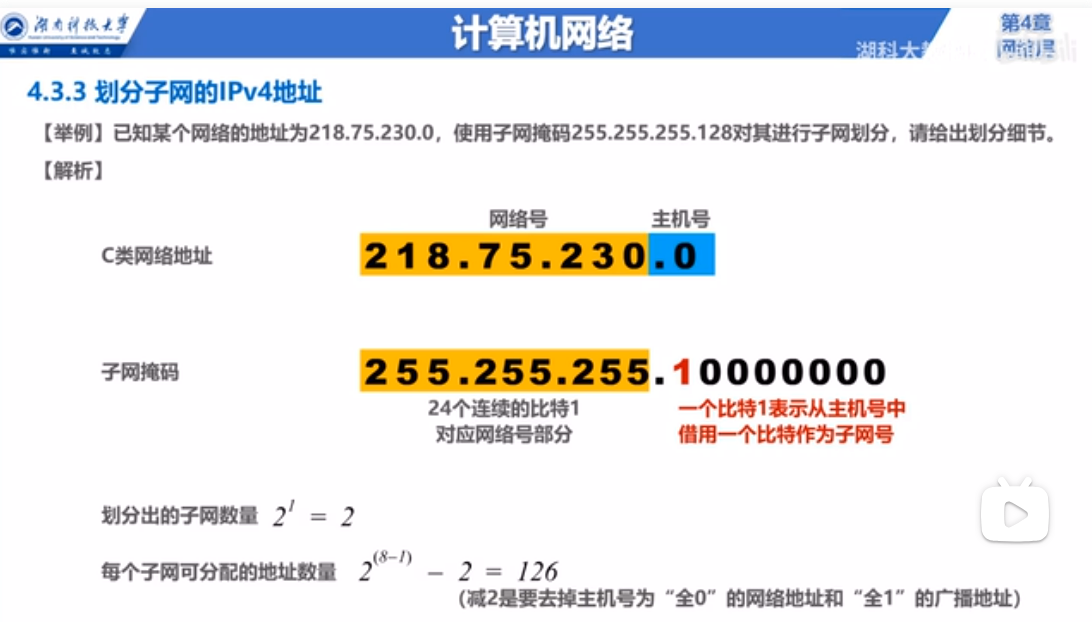 湖南科技大学
计算机网络
第4章
网络层
湖科大
4.3.3 划分子网的IPv4地址
【举例】已知某个网络的地址为218.75.230.0，使用子网掩码255.255.255.128对其进行子网划分，请给出划分细节。
【解析】
网络号 主机号
C类网络地址 218.75.230.0
子网掩码 255.255.255.10000000
24个连续的比特1 一个比特1表示从主机号中
对应网络号部分 借用一个比特作为子网号
划分出的子网数量 2^1 = 2
每个子网可分配的地址数量 2^(8-1) - 2 = 126
(减2是要去掉主机号为“全0”的网络地址和“全1”的广播地址)